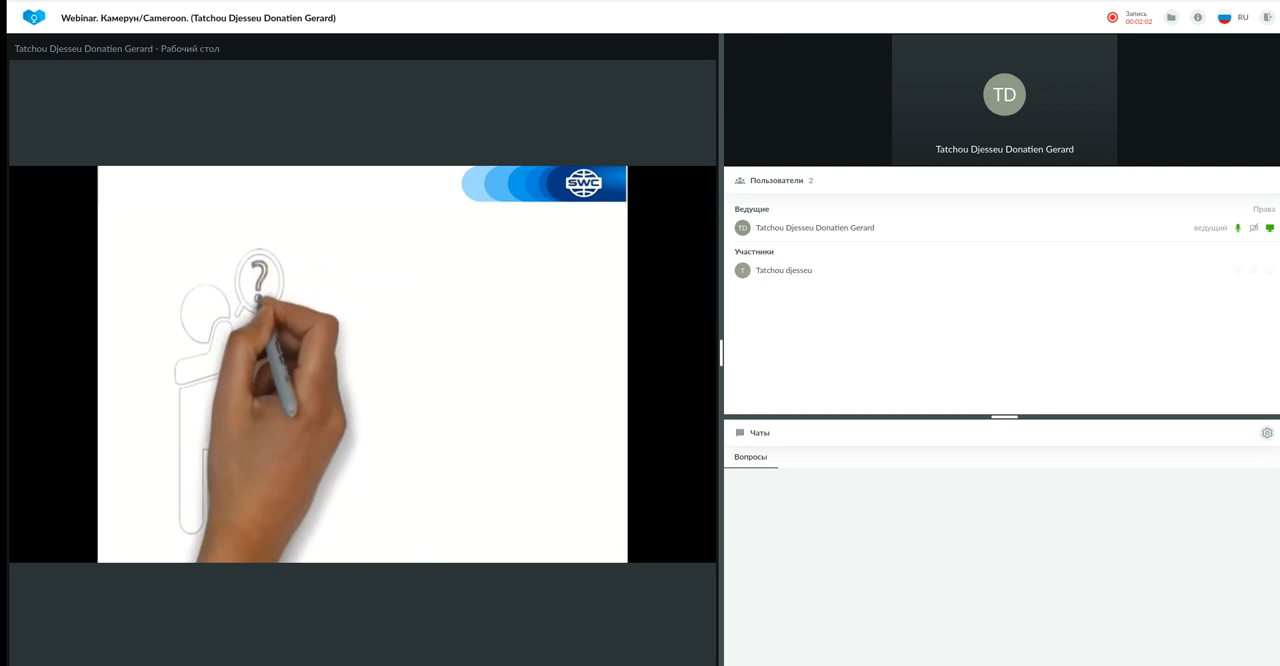 Webinar. Камерун/Cameroon. (Tatchou Djesseu Donatien Gerard)
Запись
00:02:02
RU
Tatchou Djesseu Donatien Gerard - Рабочий стол
SWC
?
TD
Tatchou Djesseu Donatien Gerard
Пользователи 2
Ведущие Права
TD Tatchou Djesseu Donatien Gerard ведущий
Участники
T Tatchou djesseu
Чаты
Вопросы